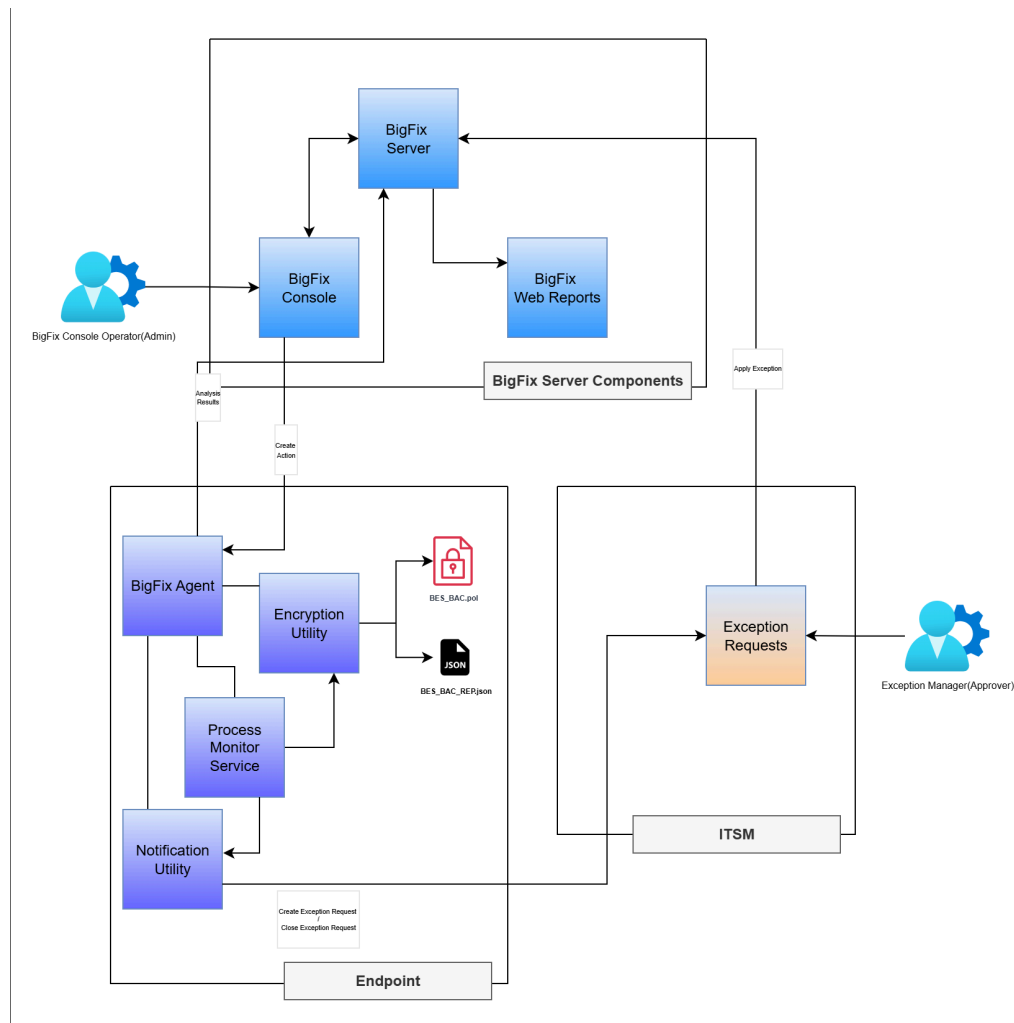 BigFix
Server
BigFix
Console
BigFix
Web Reports
BigFix Console Operator(Admin)
BigFix Server Components
Apply Exception
Analysis
Results
Create
Action
BigFix Agent
Encryption
Utility
BES_BAC.pol
JSON
BES_BAC_REP.json
Process
Monitor
Service
Notification
Utility
Create Exception Request
/
Close Exception Request
Endpoint
Exception
Requests
Exception Manager(Approver)
ITSM